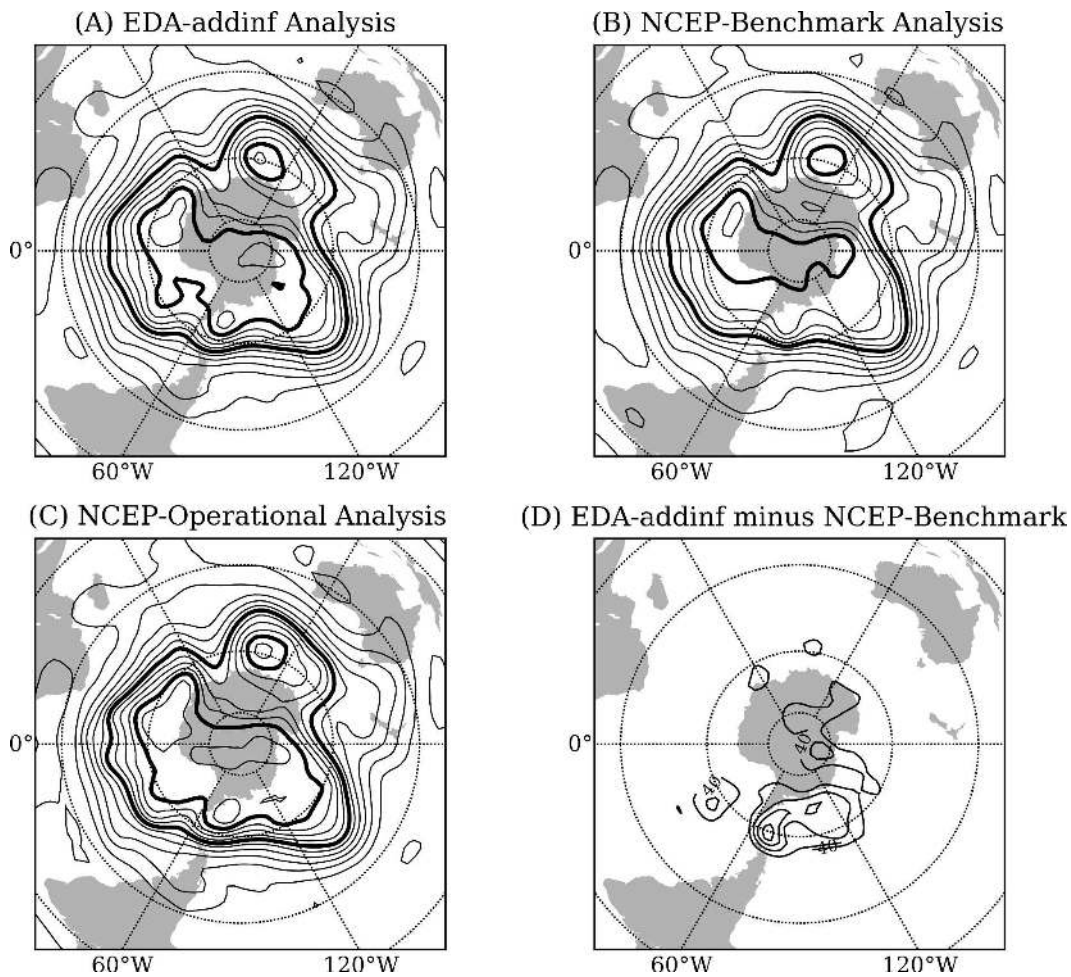 (A) EDA-addinf Analysis
(B) NCEP-Benchmark Analysis
0°
0°
60°W
120°W
60°W
120°W
(C) NCEP-Operational Analysis
(D) EDA-addinf minus NCEP-Benchmark
0°
0°
40
40
40
60°W
120°W
60°W
120°W